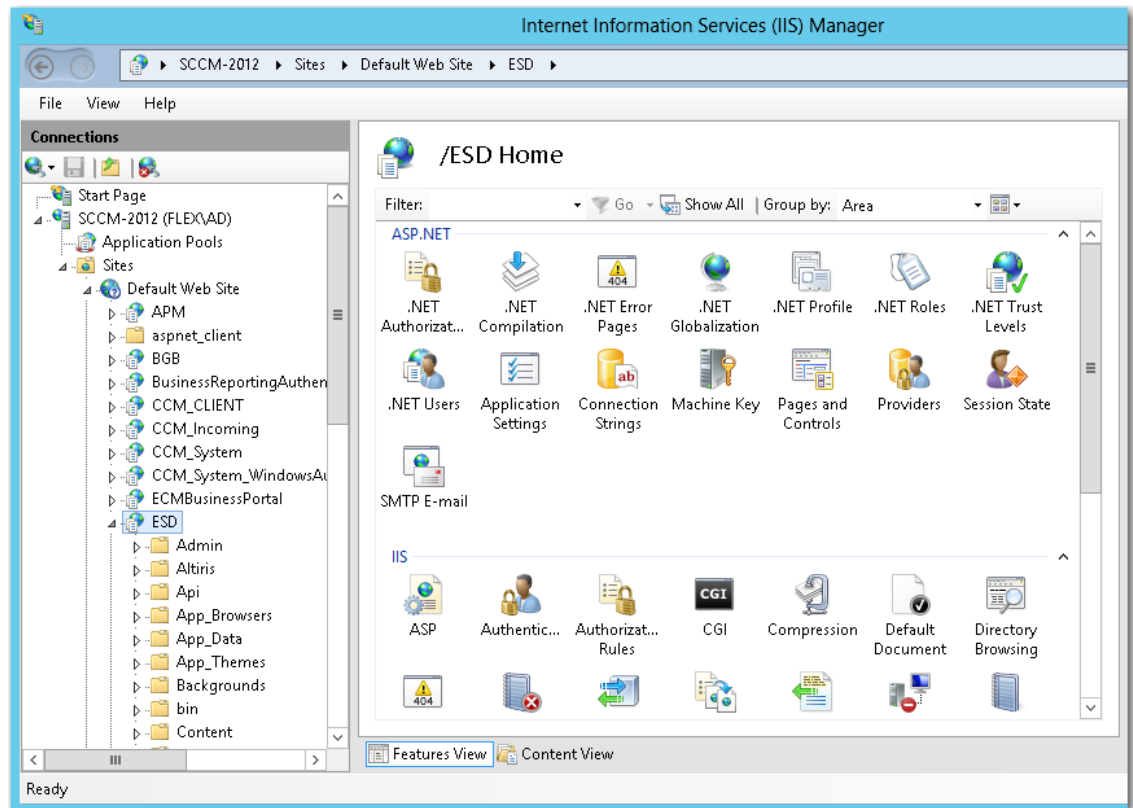 Internet Information Services (IIS) Manager
SCCM-2012 Sites Default Web Site ESD
File View Help
Connections
Start Page
SCCM-2012 (FLEX\AD)
Application Pools
Sites
Default Web Site
APM
aspnet_client
BGB
BusinessReportingAuthen
CCM_CLIENT
CCM_Incoming
CCM_System
CCM_System_WindowsAu
ECMBusinessPortal
ESD
Admin
Altiris
Api
App_Browsers
App_Data
App_Themes
Backgrounds
bin
Content
/ESD Home
Filter: Go Show All Group by: Area
ASP.NET
404
.NET Authorizat...
.NET Compilation
.NET Error Pages
.NET Globalization
.NET Profile
.NET Roles
.NET Trust Levels
ab
.NET Users
Application Settings
Connection Strings
Machine Key
Pages and Controls
Providers
Session State
SMTP E-mail
IIS
CGI
ASP
Authentic...
Authorizat... Rules
CGI
Compression
Default Document
Directory Browsing
404
Features View Content View
Ready